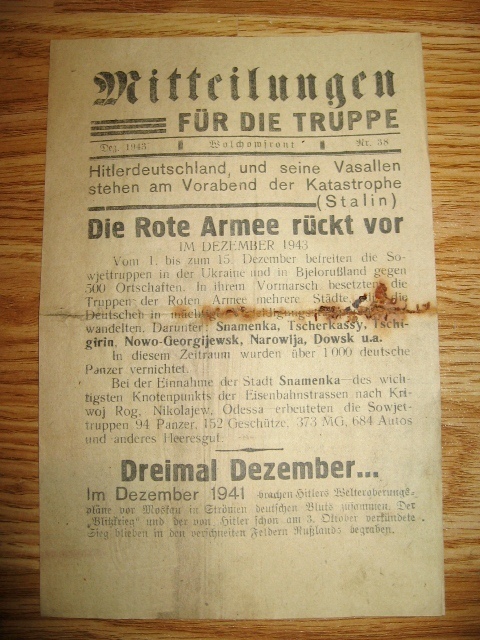 Mitteilungen
FÜR DIE TRUPPE
Dez. 1943 Wolchowfront Nr. 58
Hitlerdeutschland und seine Vasallen
stehen am Vorabend der Katastrophe
(Stalin)
Die Rote Armee rückt vor
IM DEZEMBER 1943
Vom 1. bis zum 15. Dezember befreiten die So-
wjettruppen in der Ukraine und in Bjelorußland gegen
500 Ortschaften. In ihrem Vormarsch besetzten die
Truppen der Roten Armee mehrere Städte, die
Deutschen in
wandelten. Darunter: Snamenka, Tscherkassy, Tschi-
girin, Nowo-Georgijewsk, Narowlja, Dowsk u.a.
In diesem Zeitraum wurden über 1000 deutsche
Panzer vernichtet.
Bei der Einnahme der Stadt Snamenka—des wich-
tigsten Knotenpunkts der Eisenbahnstrassen nach Kri-
woj Rog, Nikolajew, Odessa erbeuteten die Sowjet-
truppen 94 Panzer, 152 Geschütze, 373 MG, 684 Autos
und anderes Heeresgut.
Dreimal Dezember...
Im Dezember 1941 brachen Hitlers Welteroberungs-
pläne vor Moskau in Strömen deutschen Bluts zusammen. Der
"Blitzkrieg" und der von Hitler schon am 3. Oktober verkündete
Sieg blieben in den verschneiten Feldern Rußlands begraben.